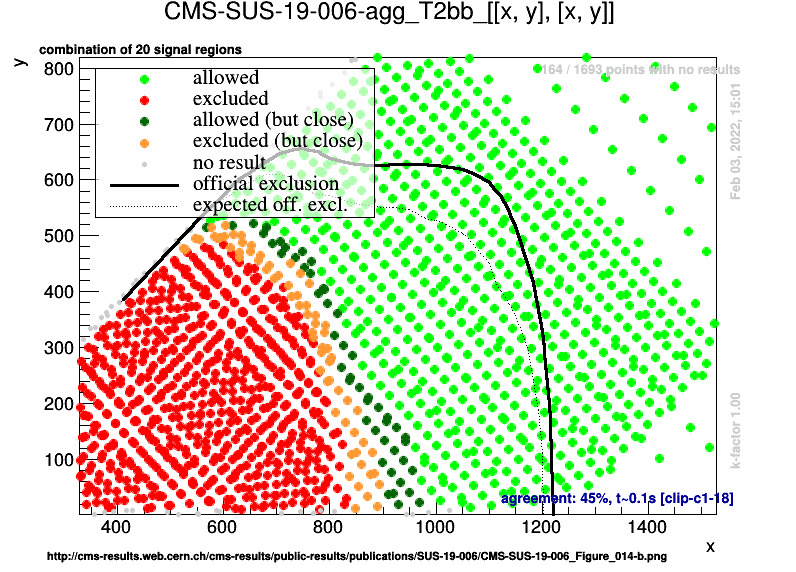 CMS-SUS-19-006-agg_T2bb_[[x, y], [x, y]]
combination of 20 signal regions
y
164 / 1693 points with no results
800
700
600
500
400
300
200
100
allowed
excluded
allowed (but close)
excluded (but close)
no result
official exclusion
expected off. excl.
Feb 03, 2022, 15:01
k-factor 1.00
agreement: 45%, t~0.1s [clip-c1-18]
400 600 800 1000 1200 1400
x
http://cms-results.web.cern.ch/cms-results/public-results/publications/SUS-19-006/CMS-SUS-19-006_Figure_014-b.png